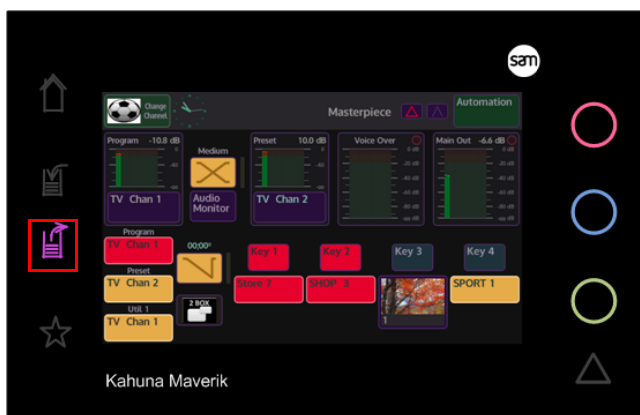 sam
Change
Channel
Masterpiece
Automation
Program -10.8 dB
Medium
Preset 10.0 dB
Voice Over
Main Out -6.6 dB
TV Chan 1
Audio
Monitor
TV Chan 2
Program
TV Chan 1
00;00
Key 1
Key 2
Key 3
Key 4
Preset
TV Chan 2
Store 7
SHOP 3
SPORT 1
2 BOX
1
Util 1
TV Chan 1
Kahuna Maverik